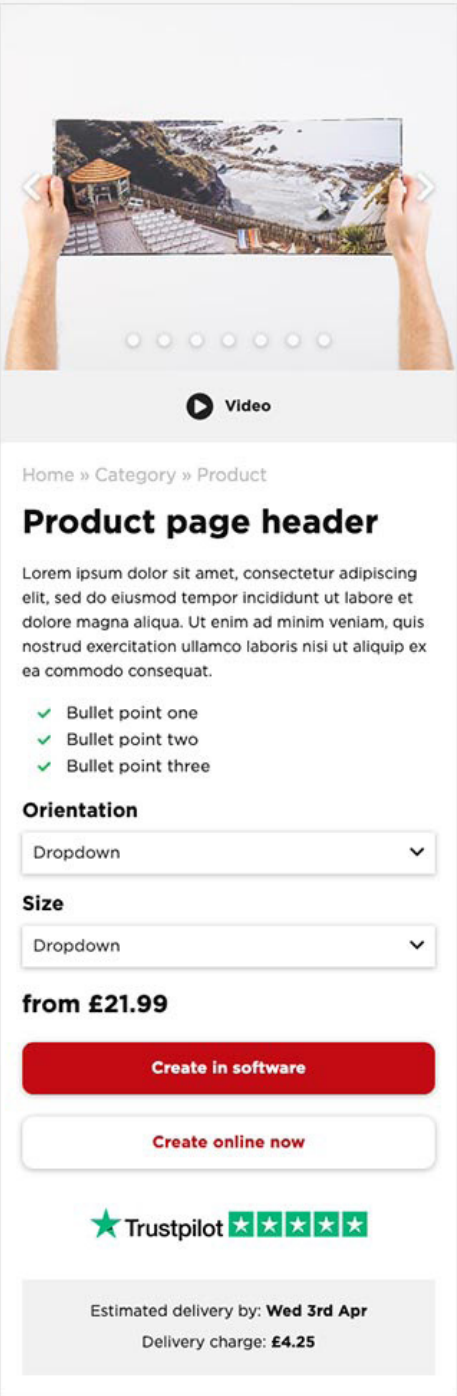 Video
Home » Category » Product
Product page header
Lorem ipsum dolor sit amet, consectetur adipiscing
elit, sed do eiusmod tempor incididunt ut labore et
dolore magna aliqua. Ut enim ad minim veniam, quis
nostrud exercitation ullamco laboris nisi ut aliquip ex
ea commodo consequat.
Bullet point one
Bullet point two
Bullet point three
Orientation
Dropdown
Size
Dropdown
from £21.99
Create in software
Create online now
Trustpilot
Estimated delivery by: Wed 3rd Apr
Delivery charge: £4.25